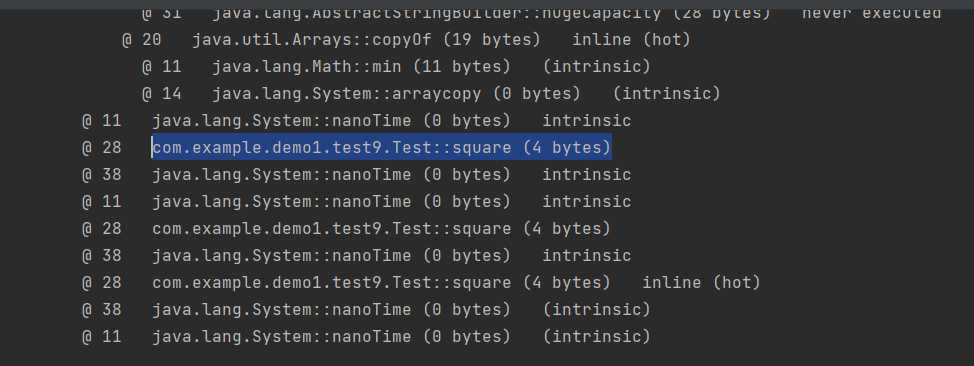 @ 31   java.lang.AbstractStringBuilder::hugeCapacity (28 bytes)   never executed
@ 20   java.util.Arrays::copyOf (19 bytes)   inline (hot)
@ 11   java.lang.Math::min (11 bytes)   (intrinsic)
@ 14   java.lang.System::arraycopy (0 bytes)   (intrinsic)
@ 11   java.lang.System::nanoTime (0 bytes)   intrinsic
@ 28   com.example.demo1.test9.Test::square (4 bytes)
@ 38   java.lang.System::nanoTime (0 bytes)   intrinsic
@ 11   java.lang.System::nanoTime (0 bytes)   intrinsic
@ 28   com.example.demo1.test9.Test::square (4 bytes)
@ 38   java.lang.System::nanoTime (0 bytes)   intrinsic
@ 28   com.example.demo1.test9.Test::square (4 bytes)   inline (hot)
@ 38   java.lang.System::nanoTime (0 bytes)   (intrinsic)
@ 11   java.lang.System::nanoTime (0 bytes)   (intrinsic)